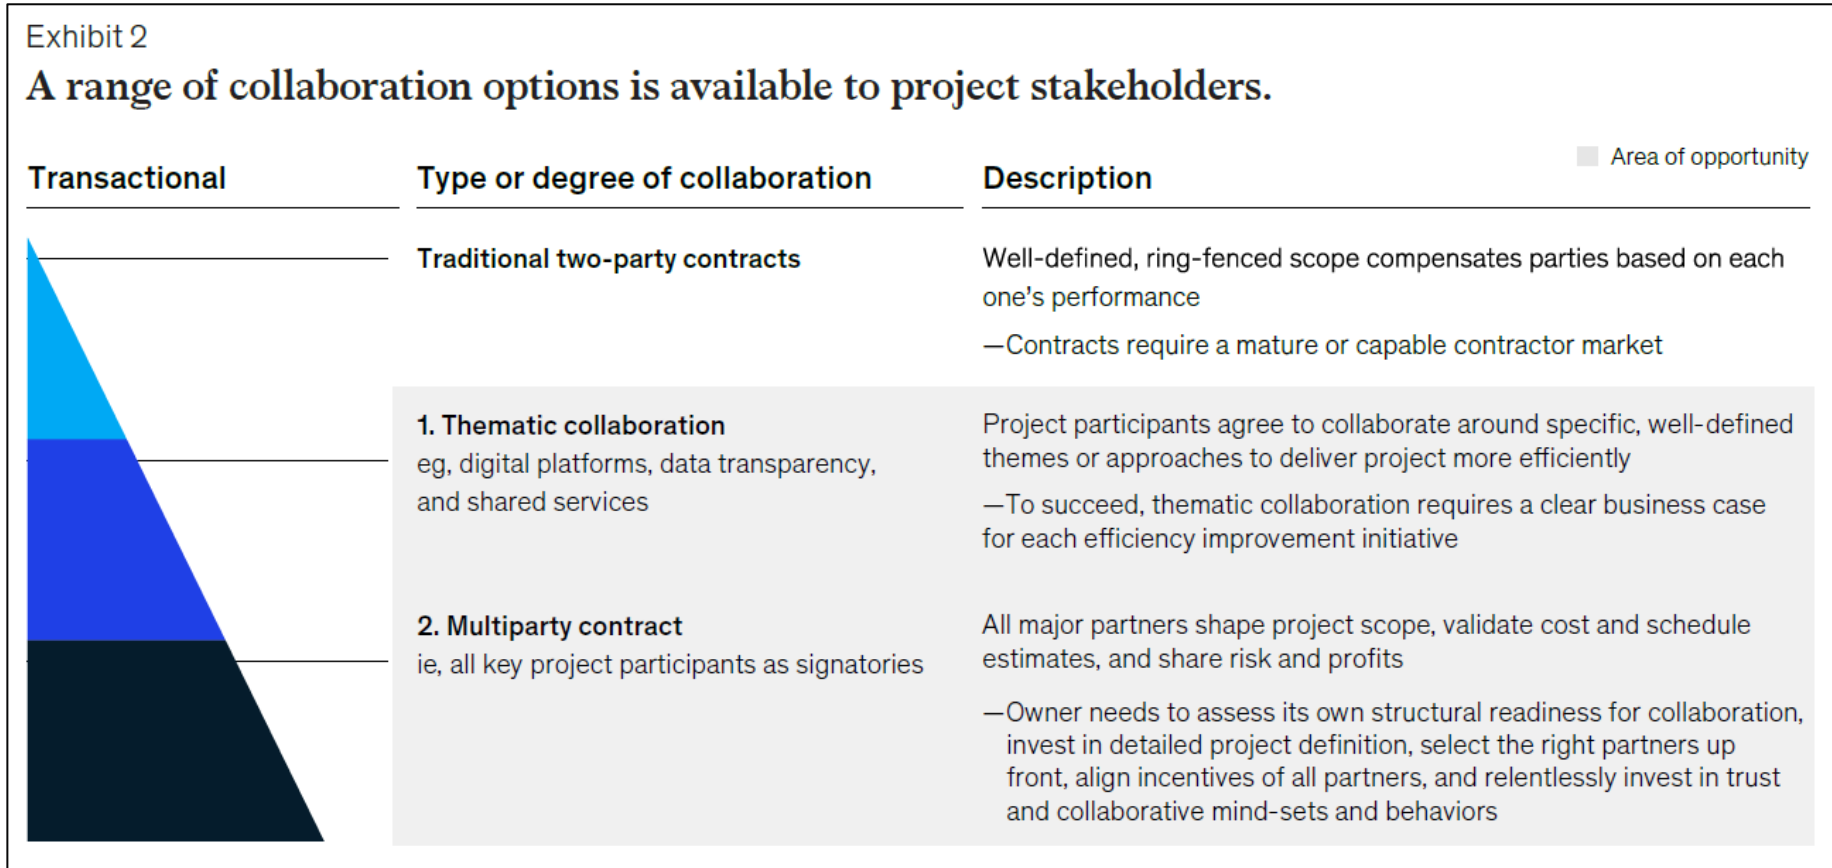 Exhibit 2
A range of collaboration options is available to project stakeholders.
Area of opportunity
Transactional
Type or degree of collaboration
Description
Traditional two-party contracts
Well-defined, ring-fenced scope compensates parties based on each
one's performance
—Contracts require a mature or capable contractor market
1. Thematic collaboration
eg, digital platforms, data transparency,
and shared services
Project participants agree to collaborate around specific, well-defined
themes or approaches to deliver project more efficiently
—To succeed, thematic collaboration requires a clear business case
for each efficiency improvement initiative
2. Multiparty contract
ie, all key project participants as signatories
All major partners shape project scope, validate cost and schedule
estimates, and share risk and profits
—Owner needs to assess its own structural readiness for collaboration,
invest in detailed project definition, select the right partners up
front, align incentives of all partners, and relentlessly invest in trust
and collaborative mind-sets and behaviors